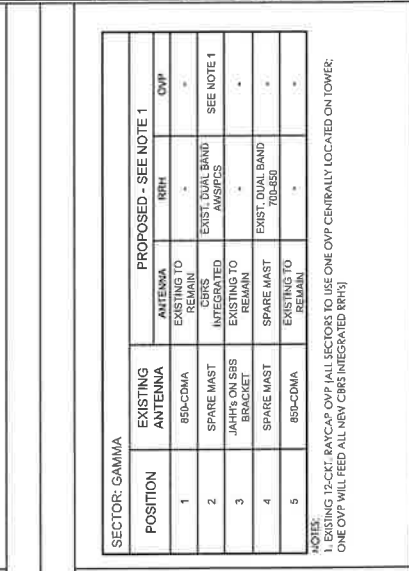 SECTOR: GAMMA
POSITION EXISTING ANTENNA PROPOSED - SEE NOTE 1
ANTENNA RRH OVP
1 850-CDMA EXISTING TO REMAIN - -
2 SPARE MAST CBRS INTEGRATED EXIST. DUAL BAND AWS/PCS SEE NOTE 1
3 JAHH's ON SBS BRACKET EXISTING TO REMAIN - -
4 SPARE MAST SPARE MAST EXIST. DUAL BAND 700-850 -
5 850-CDMA EXISTING TO REMAIN - -
NOTES:
1. EXISTING 12-CKT. RAYCAP OVP [ALL SECTORS TO USE ONE OVP CENTRALLY LOCATED ON TOWER;
ONE OVP WILL FEED ALL NEW CBRS INTEGRATED RRH's]